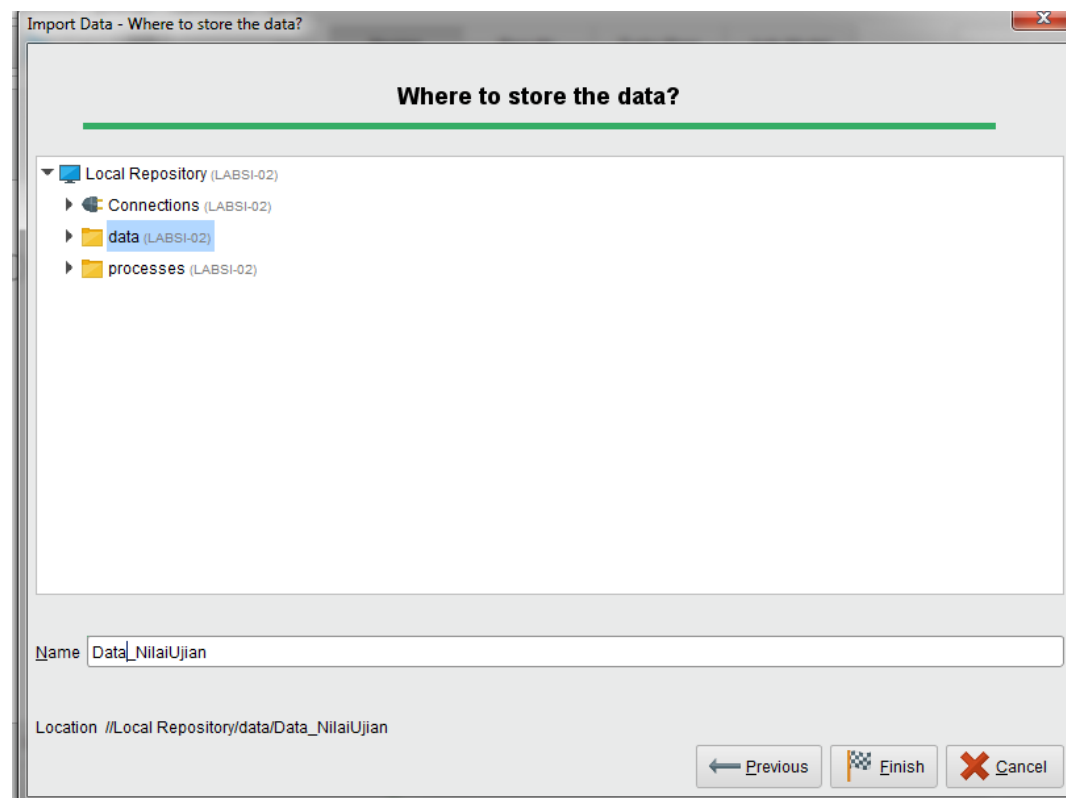 Import Data - Where to store the data?
Where to store the data?
Local Repository (LABSI-02)
Connections (LABSI-02)
data (LABSI-02)
processes (LABSI-02)
Name Data_NilaiUjian
Location //Local Repository/data/Data_NilaiUjian
Previous Finish Cancel